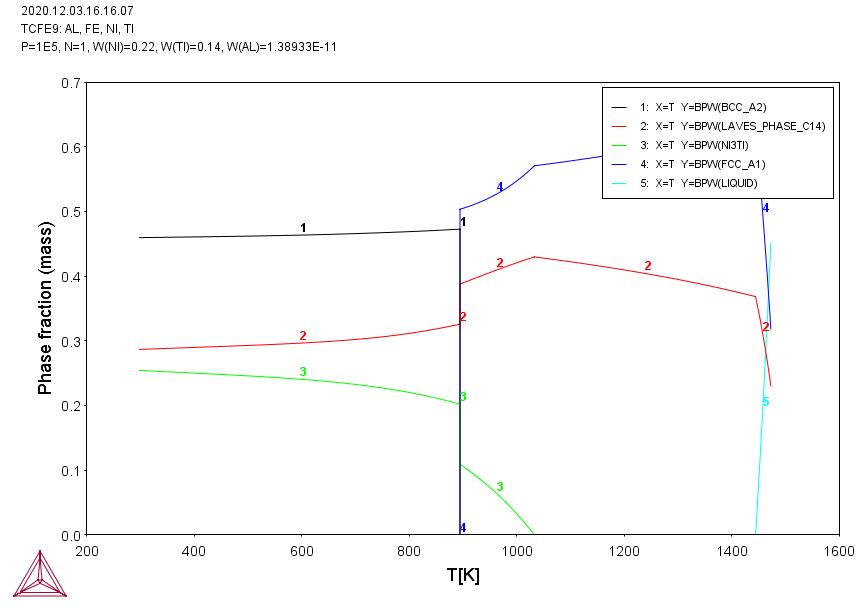 2020.12.03.16.16.07
TCFE9: AL, FE, NI, TI
P=1E5, N=1, W(NI)=0.22, W(TI)=0.14, W(AL)=1.38933E-11
0.7
0.6
0.5
0.4
0.3
0.2
0.1
0.0
Phase fraction (mass)
1: X=T Y=BPW(BCC_A2)
2: X=T Y=BPW(LAVES_PHASE_C14)
3: X=T Y=BPW(NI3TI)
4: X=T Y=BPW(FCC_A1)
5: X=T Y=BPW(LIQUID)
4
4
1
1
2
2
2
2
2
3
3
3
5
4
200 400 600 800 1000 1200 1400 1600
T[K]